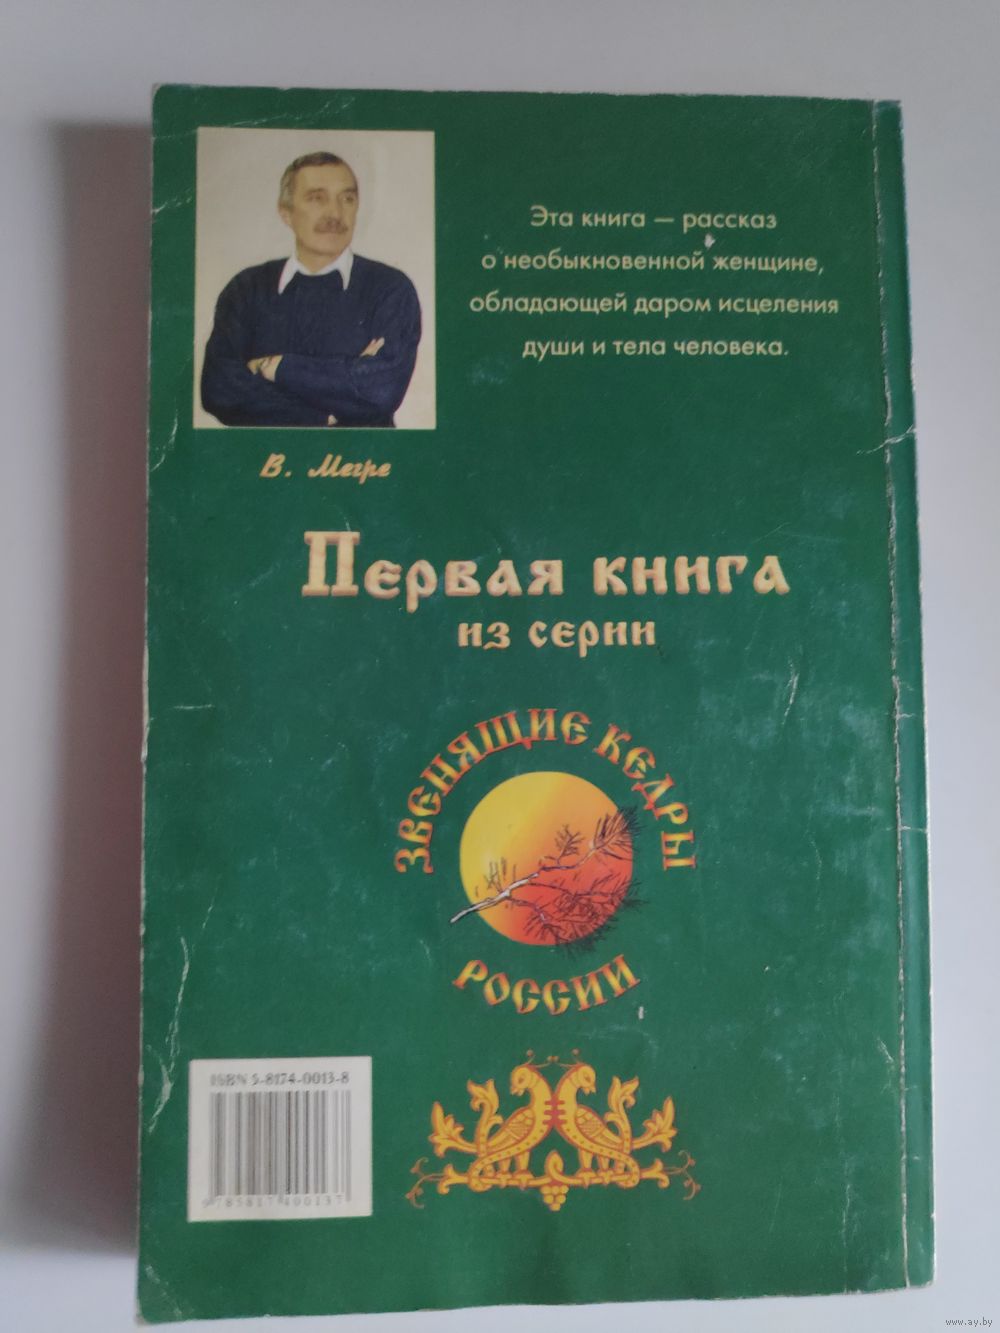 Эта книга — рассказ
о необыкновенной женщине,
обладающей даром исцеления
души и тела человека.
В. Мегре
Первая книга
из серии
ЗВЕНЯЩИЕ КЕДРЫ
РОССИИ
ISBN 5-8174-0013-8
9785817400137
www.ay.by